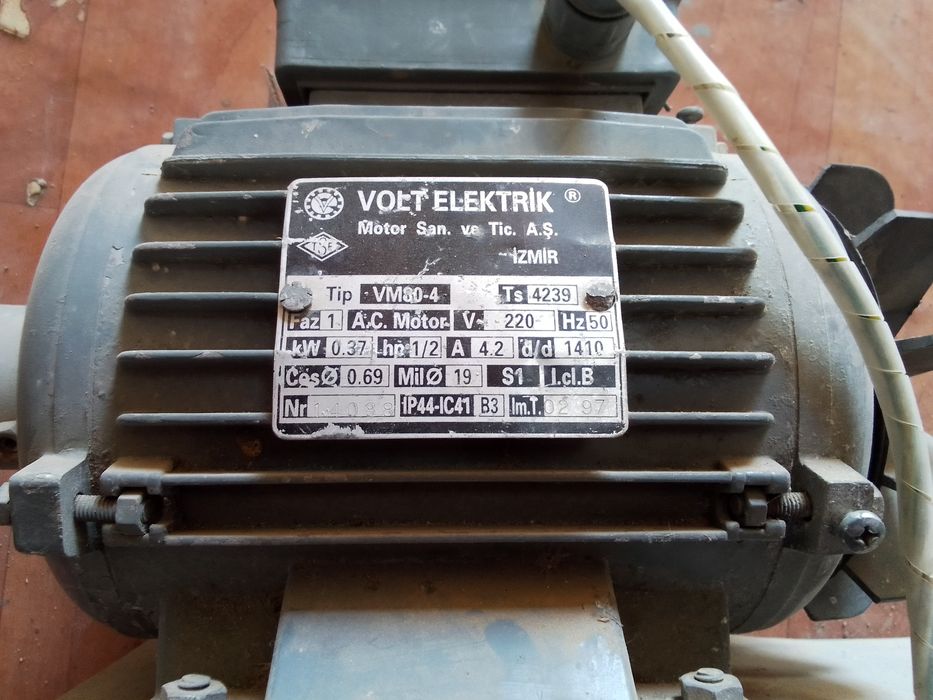 VOLT ELEKTRİK ®
Motor San. ve Tic. A.Ş.
TSE
İZMİR
Tip VM80-4 Ts 4239
Faz 1 A.C. Motor V~ 220 Hz 50
kW 0.37 hp 1/2 A 4.2 d/d 1410
CosØ 0.69 MilØ 19 S1 I.cl.B
Nr IP44-IC41 B3 Im.T. 02 97